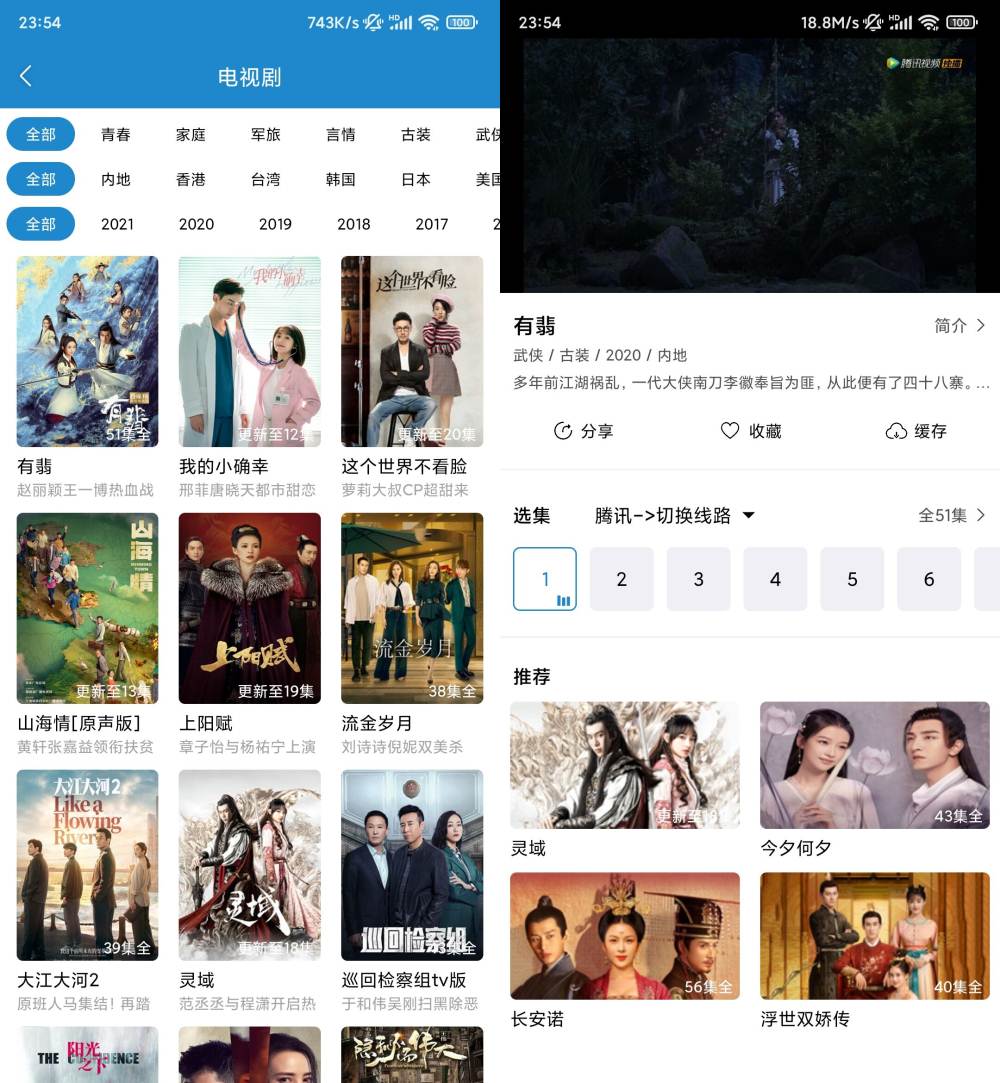 23:54
743K/s HD 100
电视剧
全部 青春 家庭 军旅 言情 古装 武侠
全部 内地 香港 台湾 韩国 日本 美国
全部 2021 2020 2019 2018 2017 2
有翡
51集全
我的小确幸
更新至12集
这个世界不看脸
更新至20集
有翡
我的小确幸
这个世界不看脸
赵丽颖王一博热血战
邢菲唐晓天都市甜恋
萝莉大叔CP超甜来
山海情
MINNING TOWN
更新至13集
上阳赋
更新至19集
流金岁月
38集全
山海情[原声版]
上阳赋
流金岁月
黄轩张嘉益领衔扶贫
章子怡与杨祐宁上演
刘诗诗倪妮双美杀
大江大河2
Like a
Flowing
River
39集全
灵域
更新至18集
巡回检察组
43集全
大江大河2
灵域
巡回检察组tv版
原班人马集结！再踏
范丞丞与程潇开启热
于和伟吴刚扫黑除恶
阳光之下
THE
隐秘而伟大
23:54
18.8M/s HD 100
腾讯视频
有翡
简介
武侠 / 古装 / 2020 / 内地
多年前江湖祸乱，一代大侠南刀李徽奉旨为匪，从此便有了四十八寨。...
分享 收藏 缓存
选集 腾讯->切换线路 全51集
1 2 3 4 5 6
推荐
更新至18集
43集全
灵域
今夕何夕
56集全
40集全
长安诺
浮世双娇传